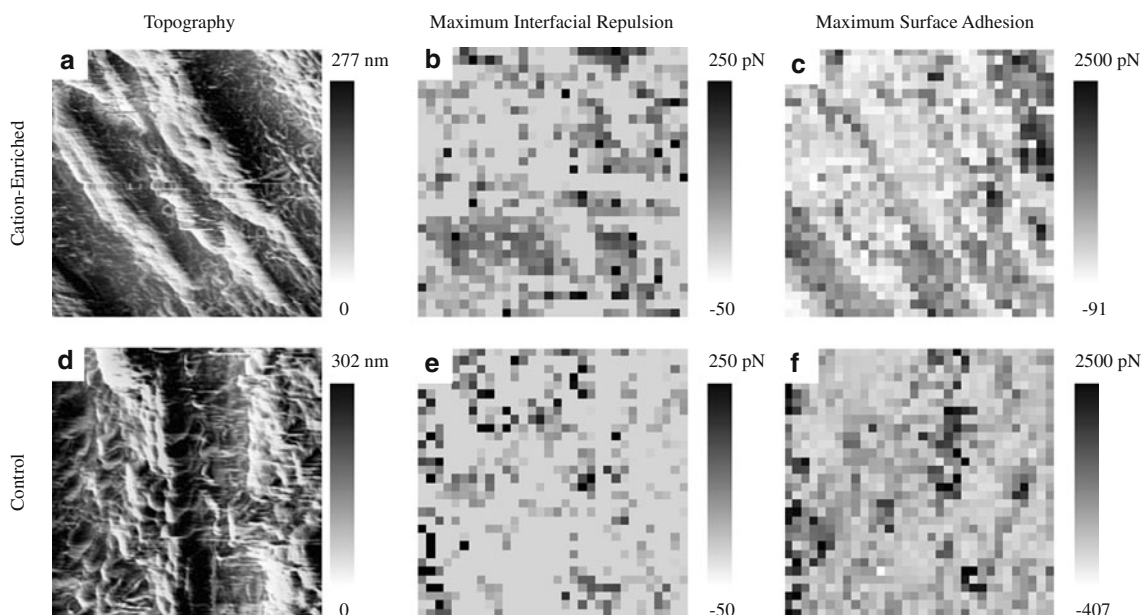 Topography
Maximum Interfacial Repulsion
Maximum Surface Adhesion
Cation-Enriched
a
277 nm
0
b
250 pN
-50
c
2500 pN
-91
Control
d
302 nm
0
e
250 pN
-50
f
2500 pN
-407